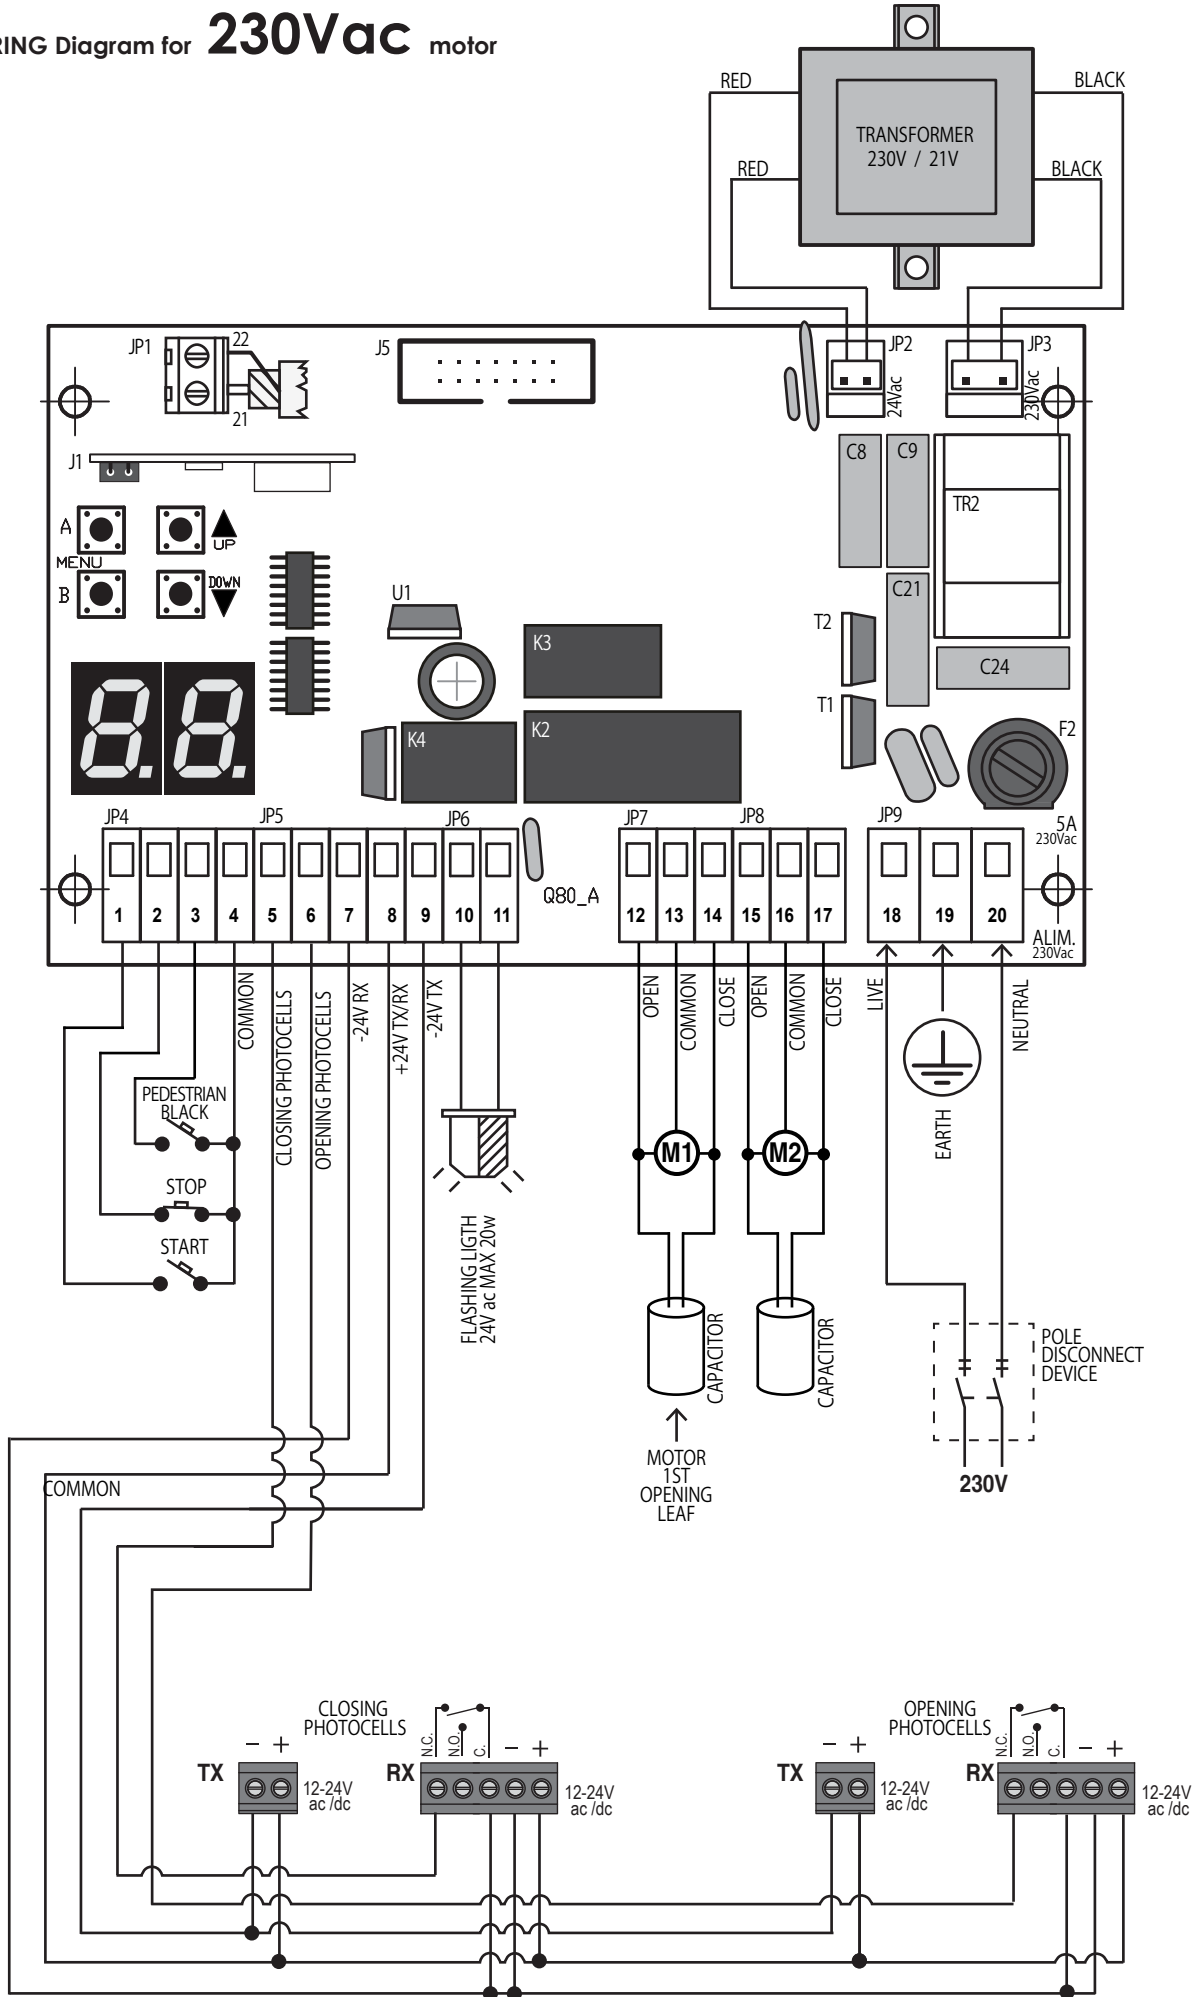 RING Diagram for 230Vac motor
RED
BLACK
TRANSFORMER
230V / 21V
RED
BLACK
JP1
22
21
J5
JP2
24Vac
JP3
230Vac
J1
A
MENU
B
UP
DOWN
U1
K3
K2
K4
C8
C9
TR2
C21
C24
T2
T1
F2
8.8.
JP4
JP5
JP6
JP7
JP8
JP9
5A
230Vac
Q80_A
1 2 3 4 5 6 7 8 9 10 11
12 13 14 15 16 17
18 19 20
ALIM.
230Vac
COMMON
CLOSING PHOTOCELLS
OPENING PHOTOCELLS
-24V RX
+24V TX/RX
-24V TX
OPEN
COMMON
CLOSE
OPEN
COMMON
CLOSE
LIVE
EARTH
NEUTRAL
PEDESTRIAN
BLACK
STOP
START
FLASHING LIGTH
24V ac MAX 20w
M1
M2
CAPACITOR
CAPACITOR
MOTOR
1ST
OPENING
LEAF
POLE
DISCONNECT
DEVICE
230V
COMMON
CLOSING
PHOTOCELLS
TX
- +
12-24V
ac /dc
RX
N.C.
N.O.
C.
- +
12-24V
ac /dc
OPENING
PHOTOCELLS
TX
- +
12-24V
ac /dc
RX
N.C.
N.O.
C.
- +
12-24V
ac /dc